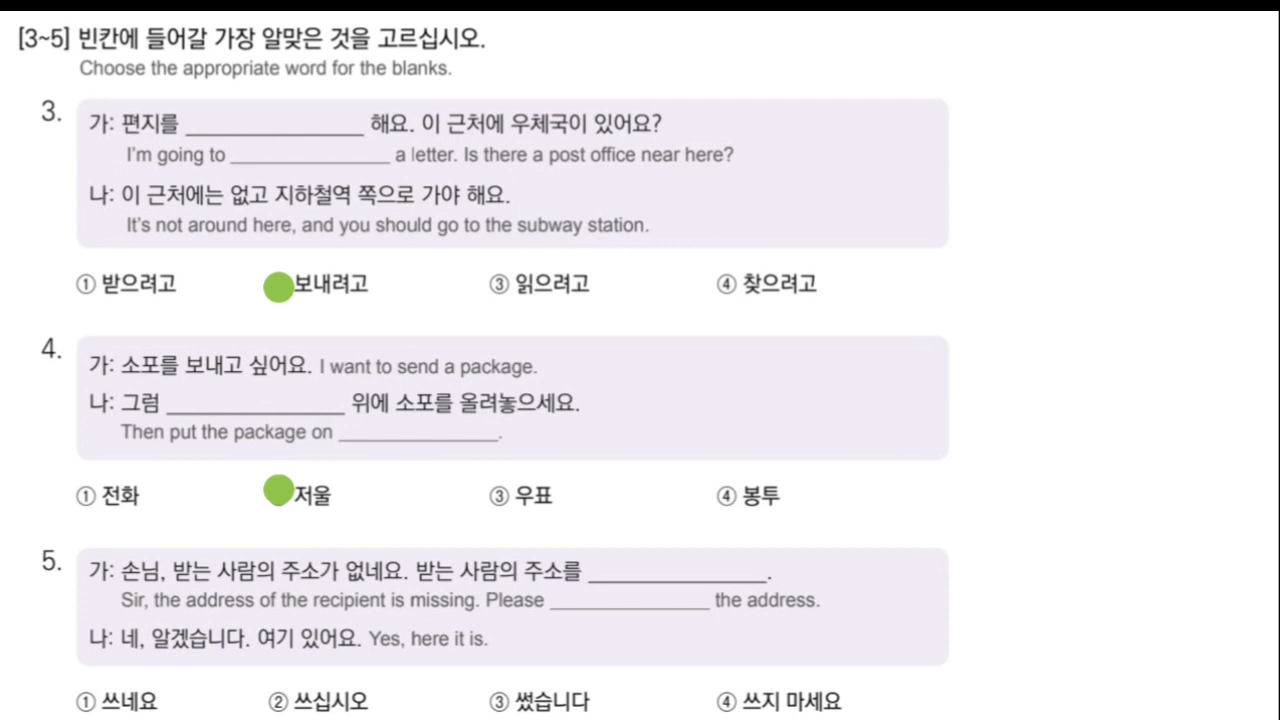 [3~5] 빈칸에 들어갈 가장 알맞은 것을 고르십시오.
Choose the appropriate word for the blanks.
3.
가: 편지를 ______________ 해요. 이 근처에 우체국이 있어요?
I'm going to ______________ a letter. Is there a post office near here?
나: 이 근처에는 없고 지하철역 쪽으로 가야 해요.
It's not around here, and you should go to the subway station.
① 받으려고 보내려고 ③ 읽으려고 ④ 찾으려고
4.
가: 소포를 보내고 싶어요. I want to send a package.
나: 그럼 ______________ 위에 소포를 올려놓으세요.
Then put the package on ______________.
① 전화 저울 ③ 우표 ④ 봉투
5.
가: 손님, 받는 사람의 주소가 없네요. 받는 사람의 주소를 ______________.
Sir, the address of the recipient is missing. Please ______________ the address.
나: 네, 알겠습니다. 여기 있어요. Yes, here it is.
① 쓰네요 ② 쓰십시오 ③ 썼습니다 ④ 쓰지 마세요